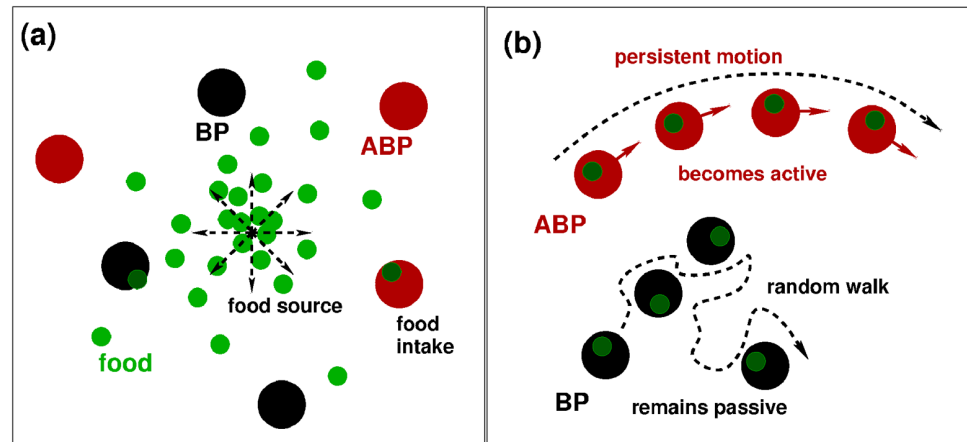 (a)
BP
ABP
food source
food
intake
food
(b)
persistent motion
becomes active
ABP
random walk
BP
remains passive